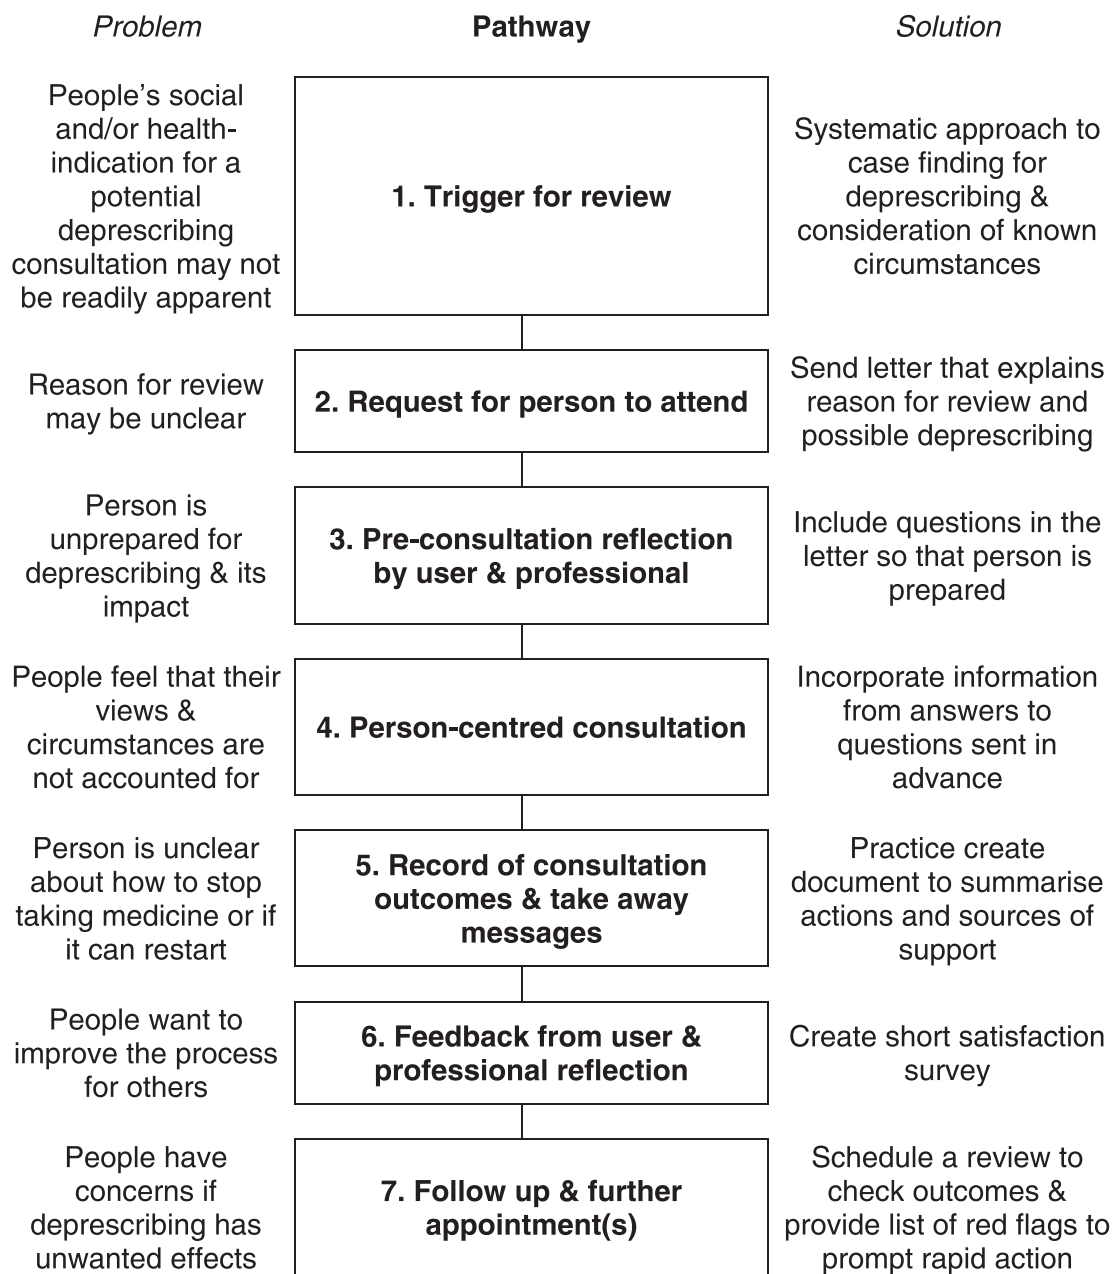 Problem
Pathway
Solution
People's social
and/or health-
indication for a
potential
deprescribing
consultation may not
be readily apparent
1. Trigger for review
Systematic approach to
case finding for
deprescribing &
consideration of known
circumstances
Reason for review
may be unclear
2. Request for person to attend
Send letter that explains
reason for review and
possible deprescribing
Person is
unprepared for
deprescribing & its
impact
3. Pre-consultation reflection
by user & professional
Include questions in the
letter so that person is
prepared
People feel that their
views &
circumstances are
not accounted for
4. Person-centred consultation
Incorporate information
from answers to
questions sent in
advance
Person is unclear
about how to stop
taking medicine or if
it can restart
5. Record of consultation
outcomes & take away
messages
Practice create
document to summarise
actions and sources of
support
People want to
improve the process
for others
6. Feedback from user &
professional reflection
Create short satisfaction
survey
People have
concerns if
deprescribing has
unwanted effects
7. Follow up & further
appointment(s)
Schedule a review to
check outcomes &
provide list of red flags to
prompt rapid action